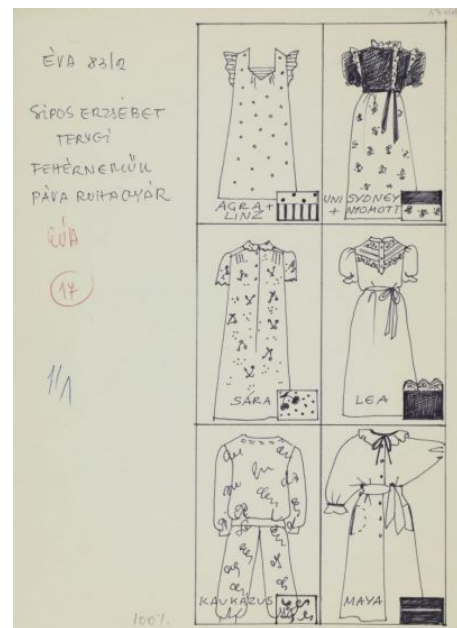 ÉVA 83/2
SIPOS ERZSÉBET
TERVEI
FEHÉRNEMŰK
PÁVA RUHAGYÁR
ÉVA
17
1/1
100%.
AGRA +
LINZ
UNI SYDNEY
+ NYOMOTT
SÁRA
LEA
KAUKÁZUS
MAYA